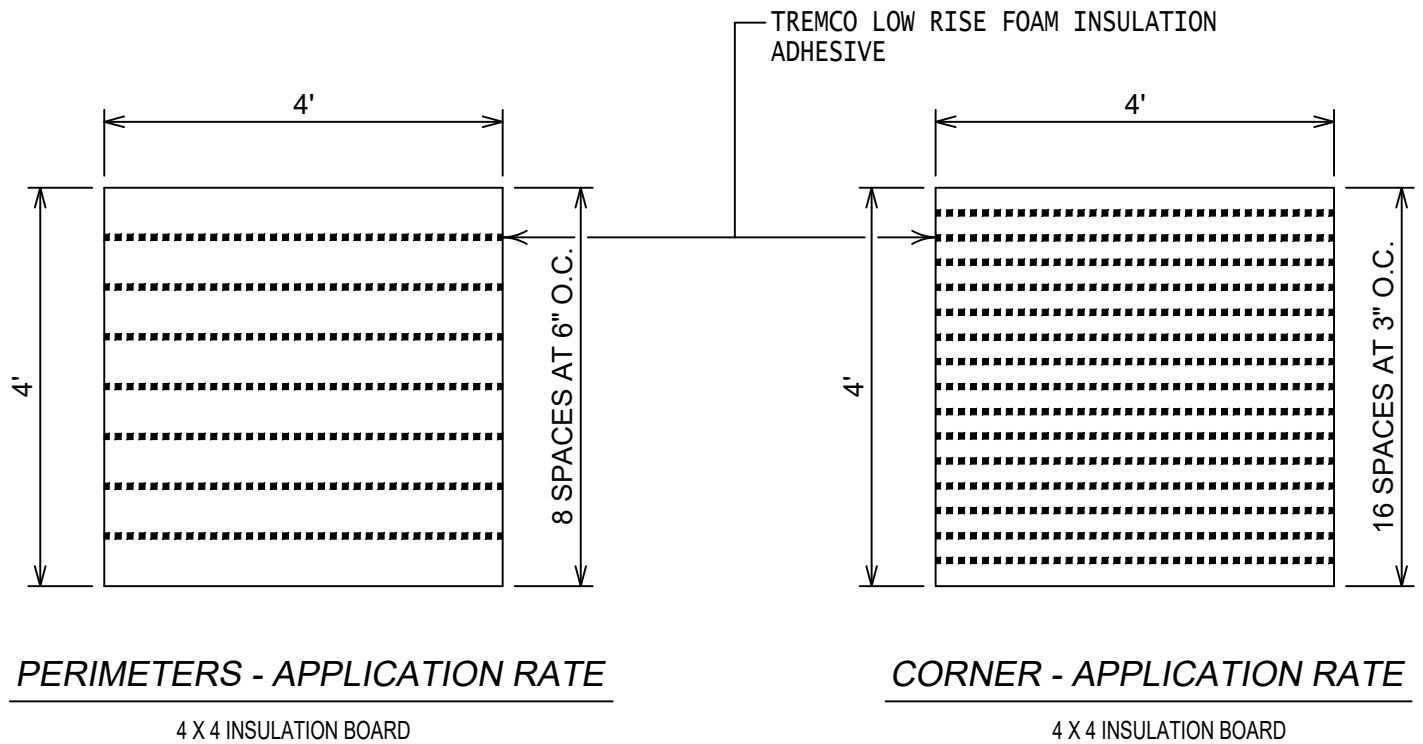 TREMCO LOW RISE FOAM INSULATION
ADHESIVE
4'
4'
8 SPACES AT 6" O.C.
4'
4'
16 SPACES AT 3" O.C.
PERIMETERS - APPLICATION RATE
4 X 4 INSULATION BOARD
CORNER - APPLICATION RATE
4 X 4 INSULATION BOARD